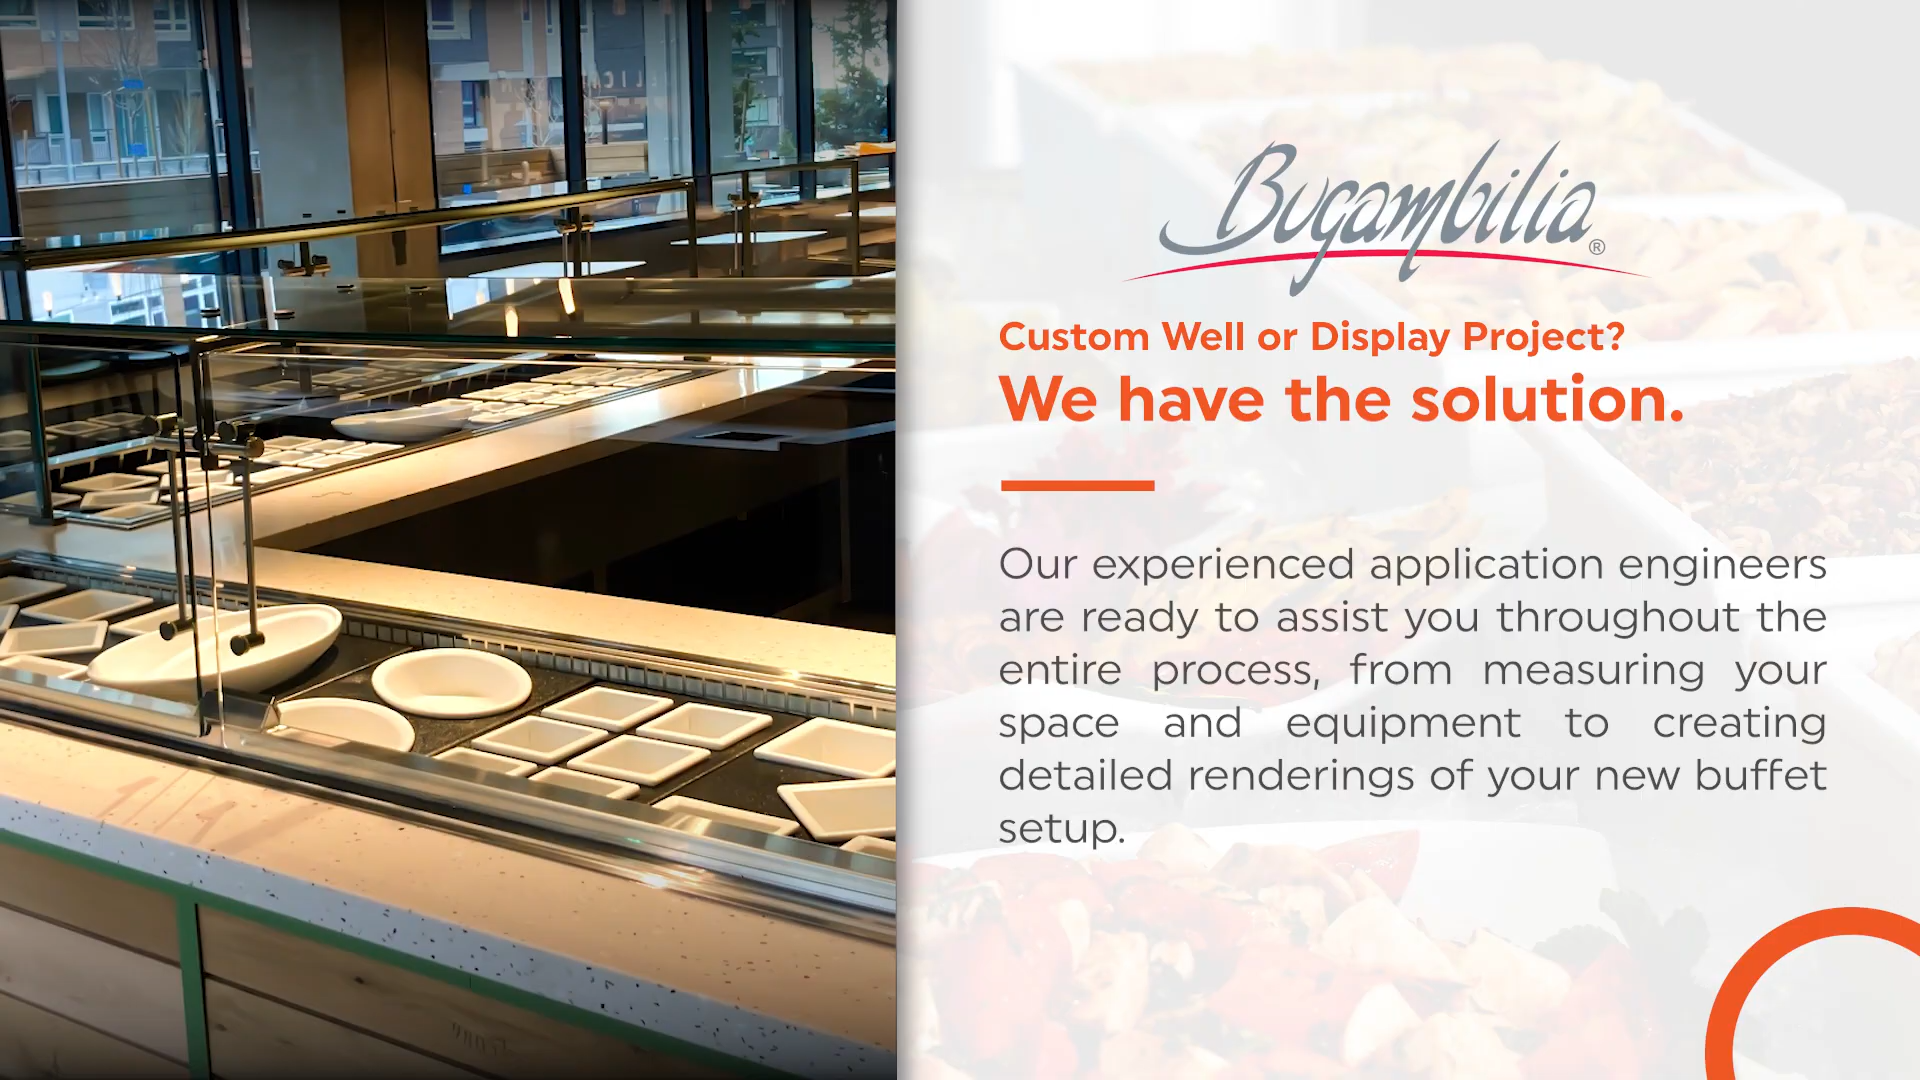 Bugambilia®
Custom Well or Display Project?
We have the solution.
Our experienced application engineers
are ready to assist you throughout the
entire process, from measuring your
space and equipment to creating
detailed renderings of your new buffet
setup.